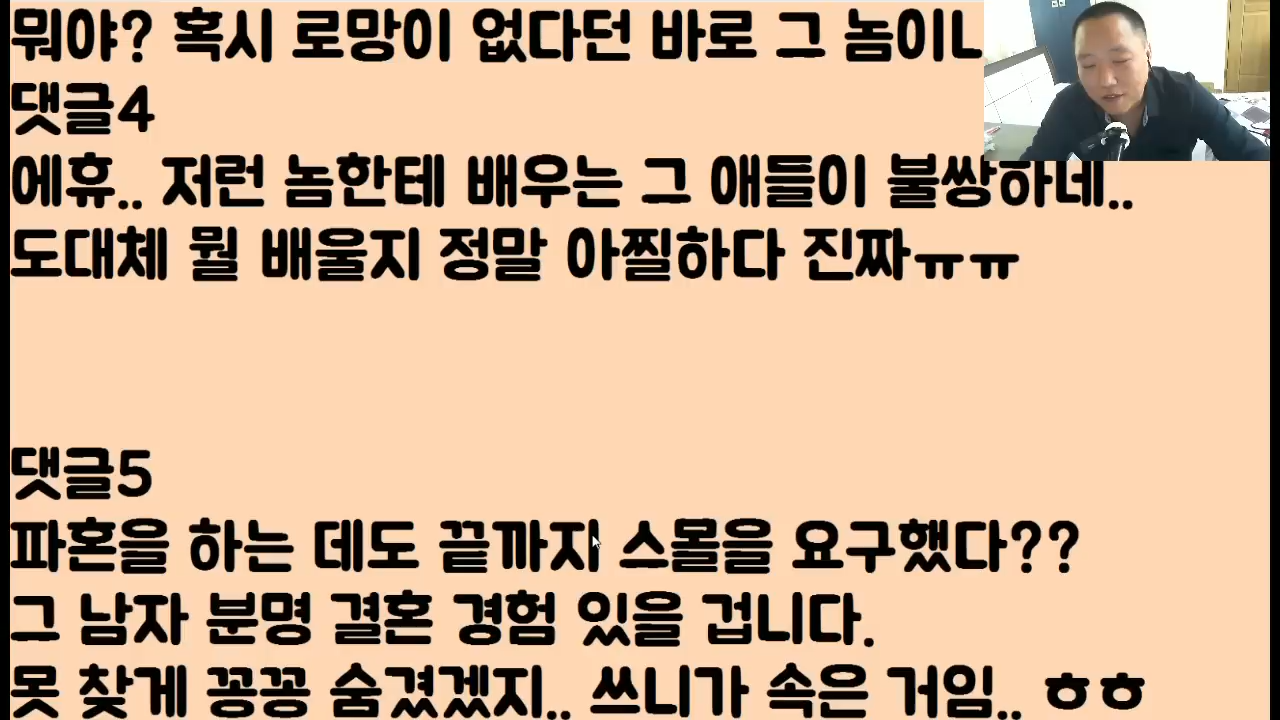 뭐야? 혹시 로망이 없다던 바로 그 놈이
댓글4
에휴.. 저런 놈한테 배우는 그 애들이 불쌍하네..
도대체 뭘 배울지 정말 아찔하다 진짜ㅠㅠ
댓글5
파혼을 하는 데도 끝까지 스몰을 요구했다??
그 남자 분명 결혼 경험 있을 겁니다.
못 찾게 꽁꽁 숨겼겠지.. 쓰니가 속은 거임.. ㅎㅎ